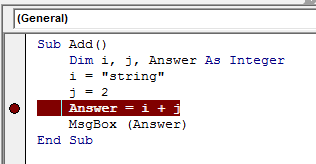 (General)
Sub Add()
Dim i, j, Answer As Integer
i = "string"
j = 2
Answer = i + j
MsgBox (Answer)
End Sub